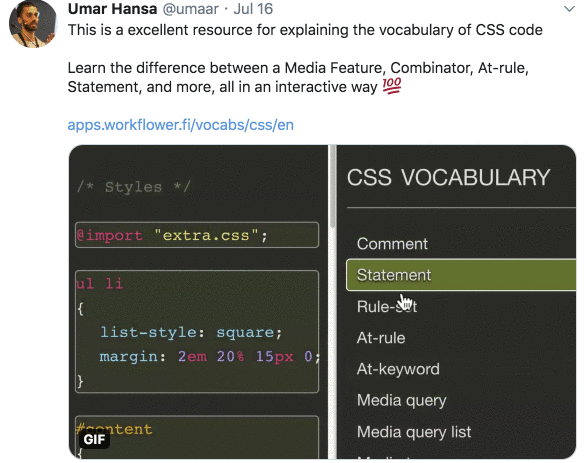 Umar Hansa @umaar · Jul 16
This is a excellent resource for explaining the vocabulary of CSS code
Learn the difference between a Media Feature, Combinator, At-rule,
Statement, and more, all in an interactive way 💯
apps.workflower.fi/vocabs/css/en
/* Styles */
@import "extra.css";
ul li
{
list-style: square;
margin: 2em 20% 15px 0;
}
#content
{
GIF
CSS VOCABULARY
Comment
Statement
Rule-set
At-rule
At-keyword
Media query
Media query list